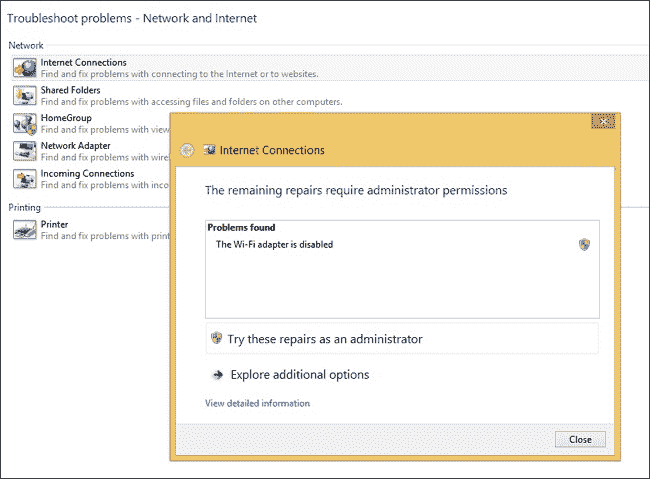 Troubleshoot problems - Network and Internet
Network
Internet Connections
Find and fix problems with connecting to the Internet or to websites.
Shared Folders
Find and fix problems with accessing files and folders on other computers.
HomeGroup
Find and fix problems with view
Network Adapter
Find and fix problems with wire
Incoming Connections
Find and fix problems with inco
Printing
Printer
Find and fix problems with print
Internet Connections
The remaining repairs require administrator permissions
Problems found
The Wi-Fi adapter is disabled
Try these repairs as an administrator
Explore additional options
View detailed information
Close